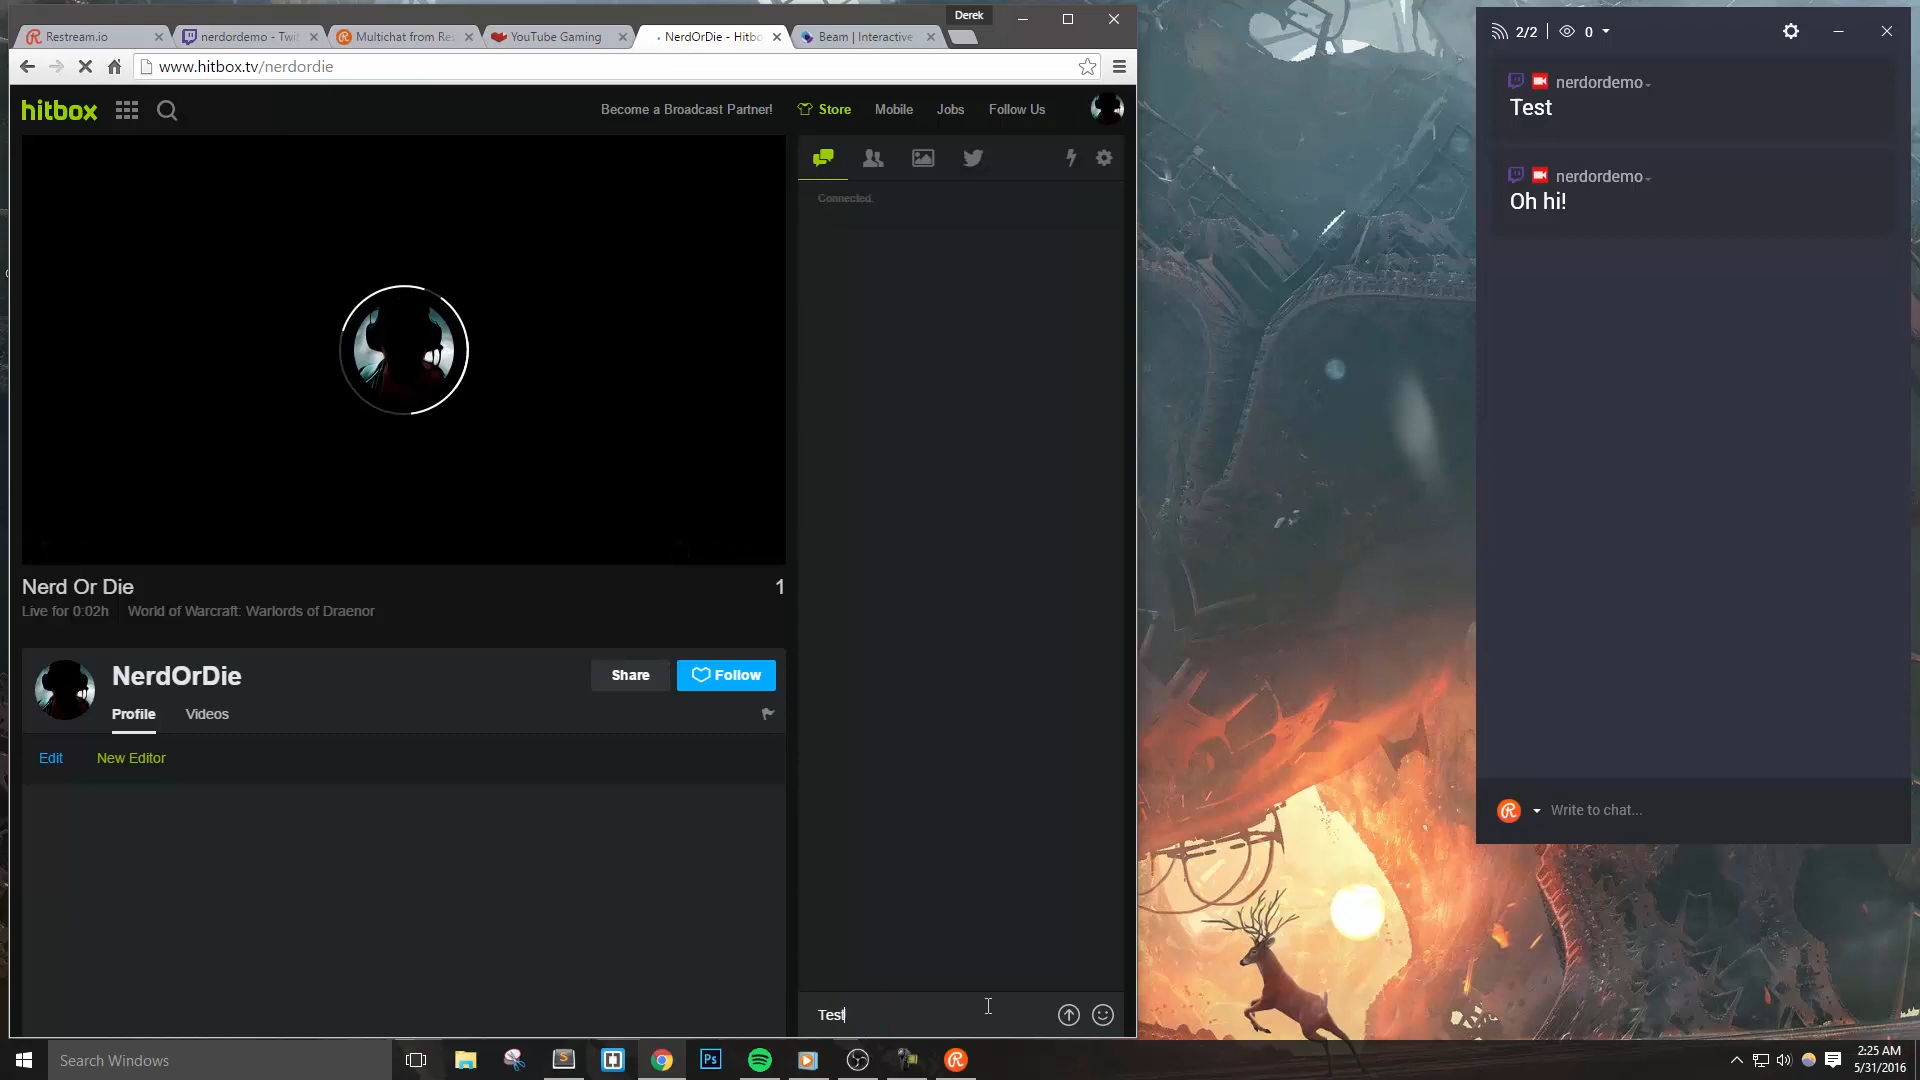 Derek
Restream.io
nerdordemo - Twi
Multichat from Res
YouTube Gaming
NerdOrDie - Hitbo
Beam | Interactive
www.hitbox.tv/nerdordie
hitbox
Become a Broadcast Partner!
Store
Mobile
Jobs
Follow Us
Connected.
Nerd Or Die
1
Live for 0:02h
World of Warcraft: Warlords of Draenor
NerdOrDie
Share
Follow
Profile
Videos
Edit
New Editor
Test
2/2
0
nerdordemo
Test
nerdordemo
Oh hi!
Write to chat...
Search Windows
Ps
2:25 AM
5/31/2016